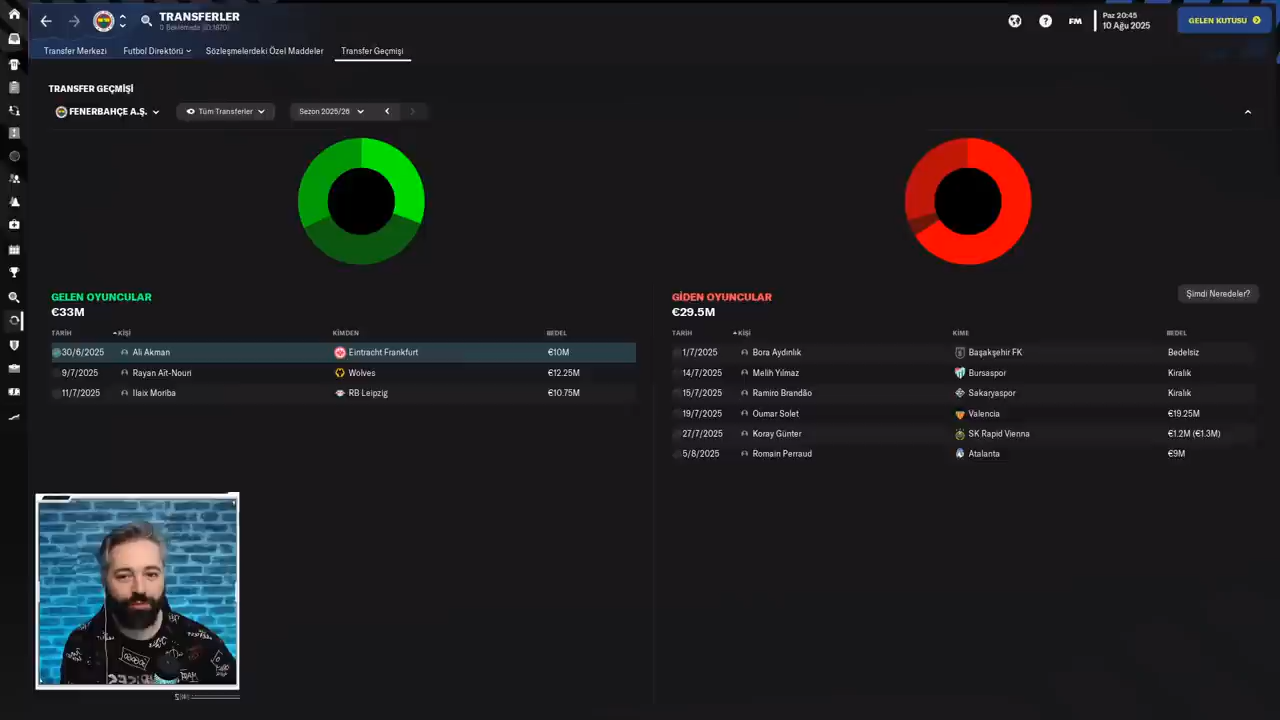 TRANSFERLER
0 Beklemede (ID:1870)
FM
Paz 20:45
10 Ağu 2025
GELEN KUTUSU
Transfer Merkezi Futbol Direktörü Sözleşmelerdeki Özel Maddeler Transfer Geçmişi
TRANSFER GEÇMİŞİ
FENERBAHÇE A.Ş. Tüm Transferler Sezon 2025/26
GELEN OYUNCULAR
€33M
TARİH KİŞİ KİMDEN BEDEL
30/6/2025 Ali Akman Eintracht Frankfurt €10M
9/7/2025 Rayan Aït-Nouri Wolves €12.25M
11/7/2025 Ilaix Moriba RB Leipzig €10.75M
GİDEN OYUNCULAR
Şimdi Neredeler?
€29.5M
TARİH KİŞİ KİME BEDEL
1/7/2025 Bora Aydınlık Başakşehir FK Bedelsiz
14/7/2025 Melih Yılmaz Bursaspor Kiralık
15/7/2025 Ramiro Brandão Sakaryaspor Kiralık
19/7/2025 Oumar Solet Valencia €19.25M
27/7/2025 Koray Günter SK Rapid Vienna €1.2M (€1.3M)
5/8/2025 Romain Perraud Atalanta €9M